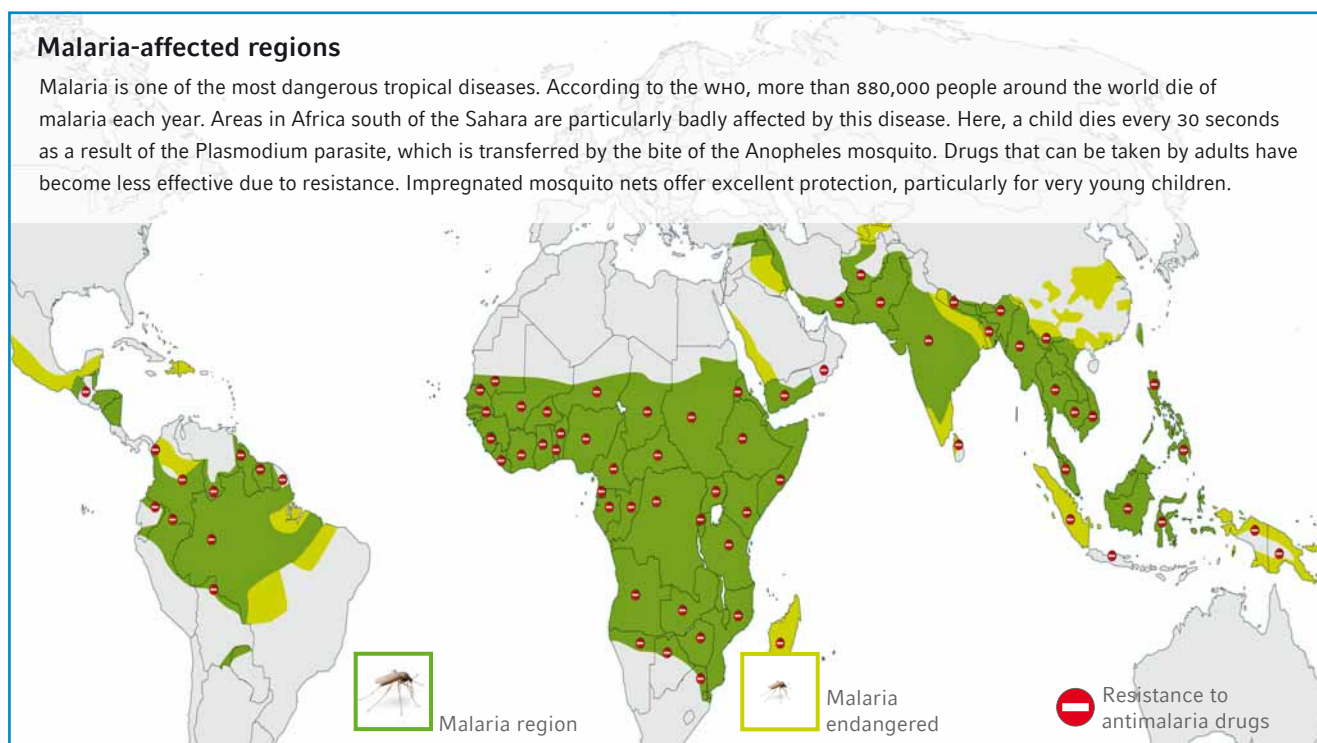 Malaria-affected regions
Malaria is one of the most dangerous tropical diseases. According to the WHO, more than 880,000 people around the world die of
malaria each year. Areas in Africa south of the Sahara are particularly badly affected by this disease. Here, a child dies every 30 seconds
as a result of the Plasmodium parasite, which is transferred by the bite of the Anopheles mosquito. Drugs that can be taken by adults have
become less effective due to resistance. Impregnated mosquito nets offer excellent protection, particularly for very young children.
Malaria region
Malaria
endangered
Resistance to
antimalaria drugs